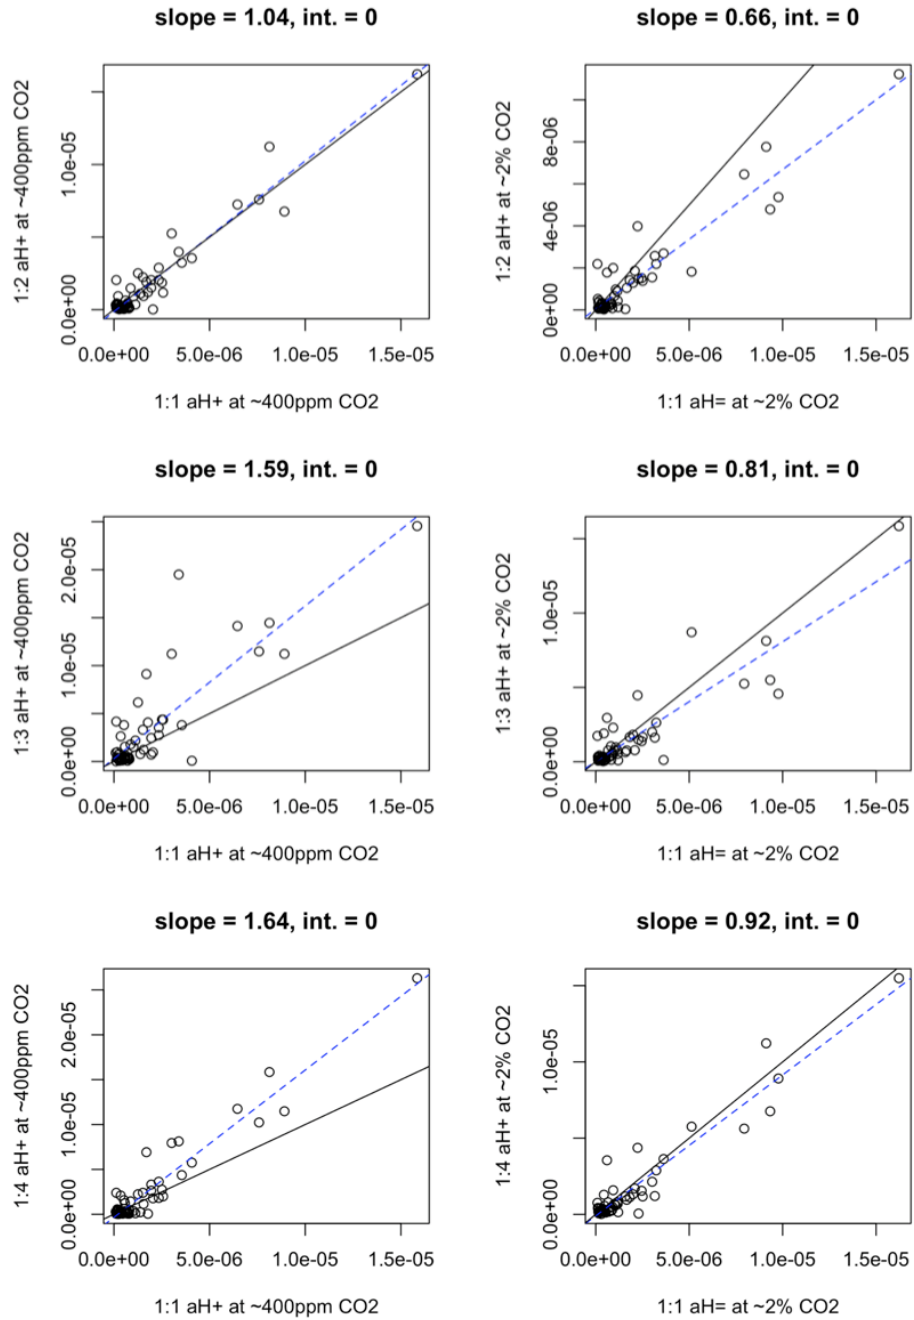 slope = 1.04, int. = 0
1:2 aH+ at ~400ppm CO2
0.0e+00 1.0e-05
0.0e+00 5.0e-06 1.0e-05 1.5e-05
1:1 aH+ at ~400ppm CO2
slope = 0.66, int. = 0
1:2 aH+ at ~2% CO2
0e+00 4e-06 8e-06
0.0e+00 5.0e-06 1.0e-05 1.5e-05
1:1 aH= at ~2% CO2
slope = 1.59, int. = 0
1:3 aH+ at ~400ppm CO2
0.0e+00 1.0e-05 2.0e-05
0.0e+00 5.0e-06 1.0e-05 1.5e-05
1:1 aH+ at ~400ppm CO2
slope = 0.81, int. = 0
1:3 aH+ at ~2% CO2
0.0e+00 1.0e-05
0.0e+00 5.0e-06 1.0e-05 1.5e-05
1:1 aH= at ~2% CO2
slope = 1.64, int. = 0
1:4 aH+ at ~400ppm CO2
0.0e+00 1.0e-05 2.0e-05
0.0e+00 5.0e-06 1.0e-05 1.5e-05
1:1 aH+ at ~400ppm CO2
slope = 0.92, int. = 0
1:4 aH+ at ~2% CO2
0.0e+00 1.0e-05
0.0e+00 5.0e-06 1.0e-05 1.5e-05
1:1 aH= at ~2% CO2